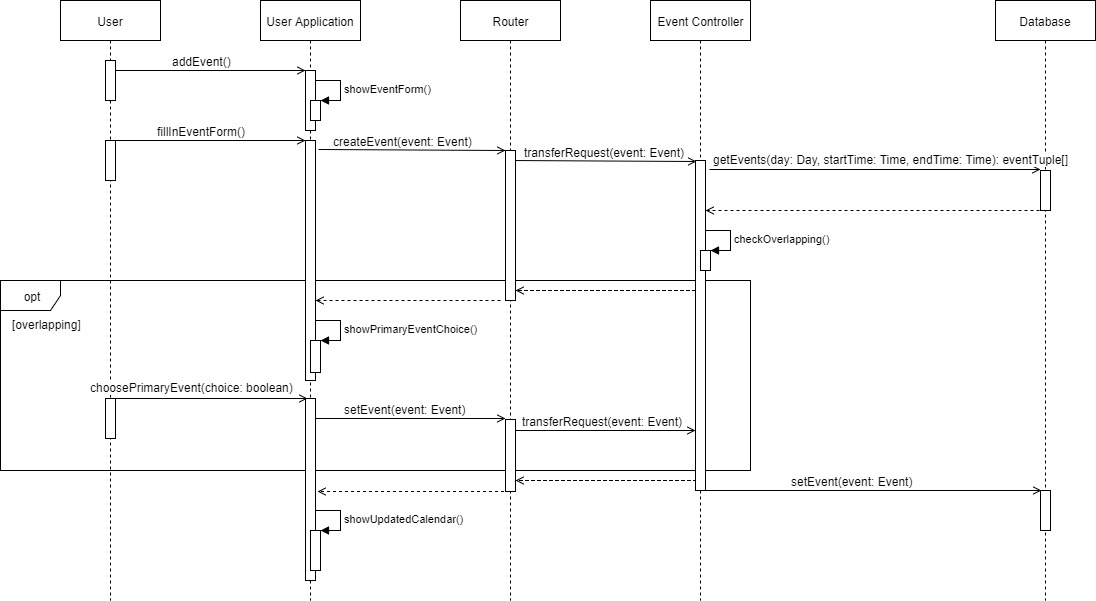 User
User Application
Router
Event Controller
Database
addEvent()
showEventForm()
fillInEventForm()
createEvent(event: Event)
transferRequest(event: Event)
getEvents(day: Day, startTime: Time, endTime: Time): eventTuple[]
checkOverlapping()
opt
[overlapping]
showPrimaryEventChoice()
choosePrimaryEvent(choice: boolean)
setEvent(event: Event)
transferRequest(event: Event)
setEvent(event: Event)
showUpdatedCalendar()